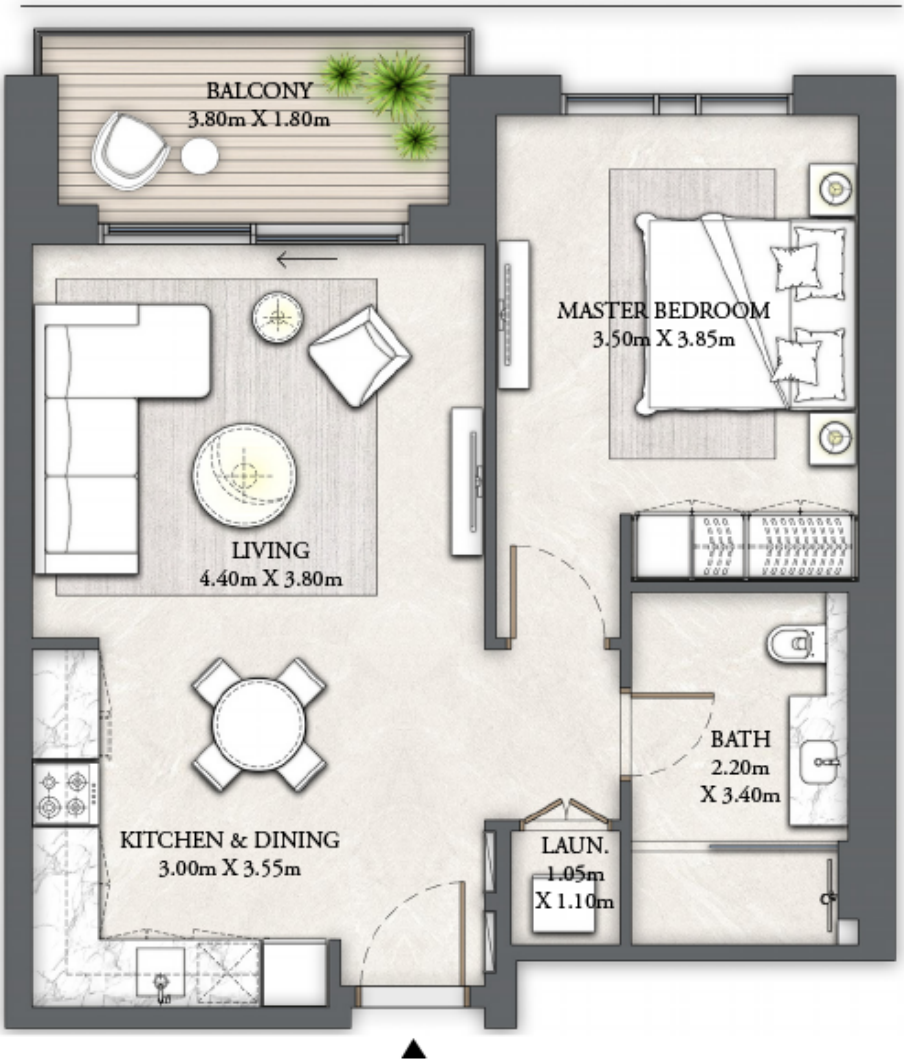 BALCONY
3.80m X 1.80m
MASTER BEDROOM
3.50m X 3.85m
LIVING
4.40m X 3.80m
BATH
2.20m
X 3.40m
KITCHEN & DINING
3.00m X 3.55m
LAUN.
1.05m
X 1.10m